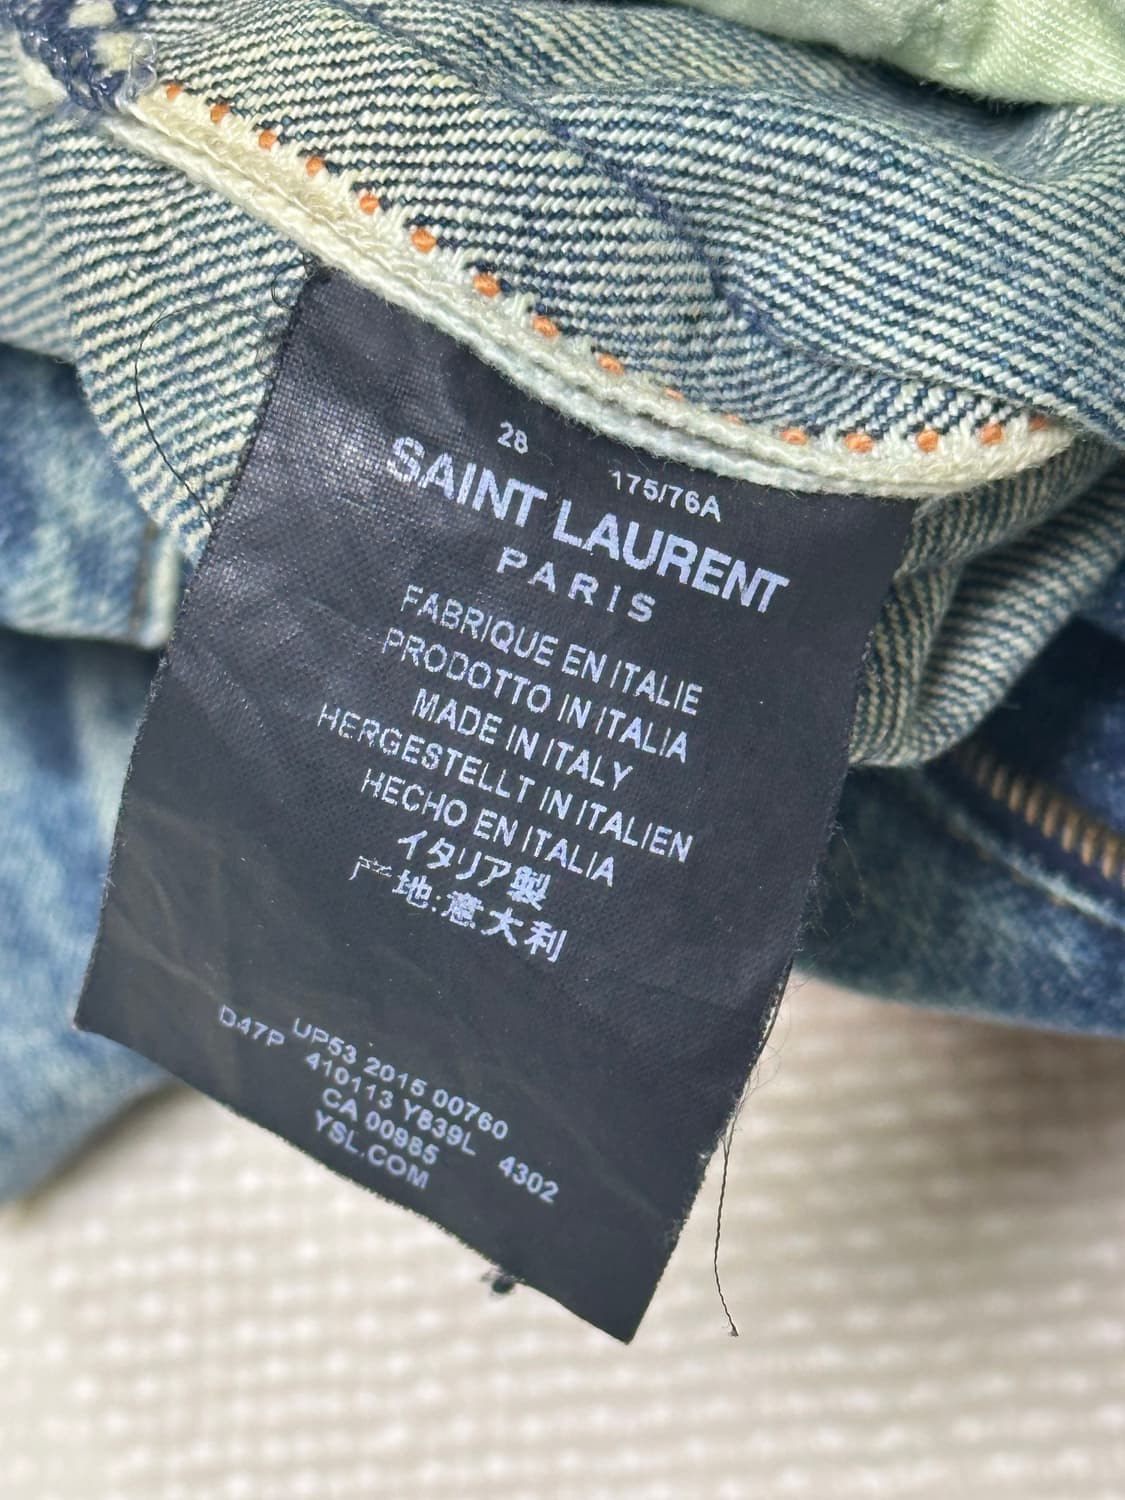 28 175/76A
SAINT LAURENT
PARIS
FABRIQUE EN ITALIE
PRODOTTO IN ITALIA
MADE IN ITALY
HERGESTELLT IN ITALIEN
HECHO EN ITALIA
イタリア製
产地:意大利
UP53 2015 00760
D47P 410113 Y839L 4302
CA 00985
YSL.COM